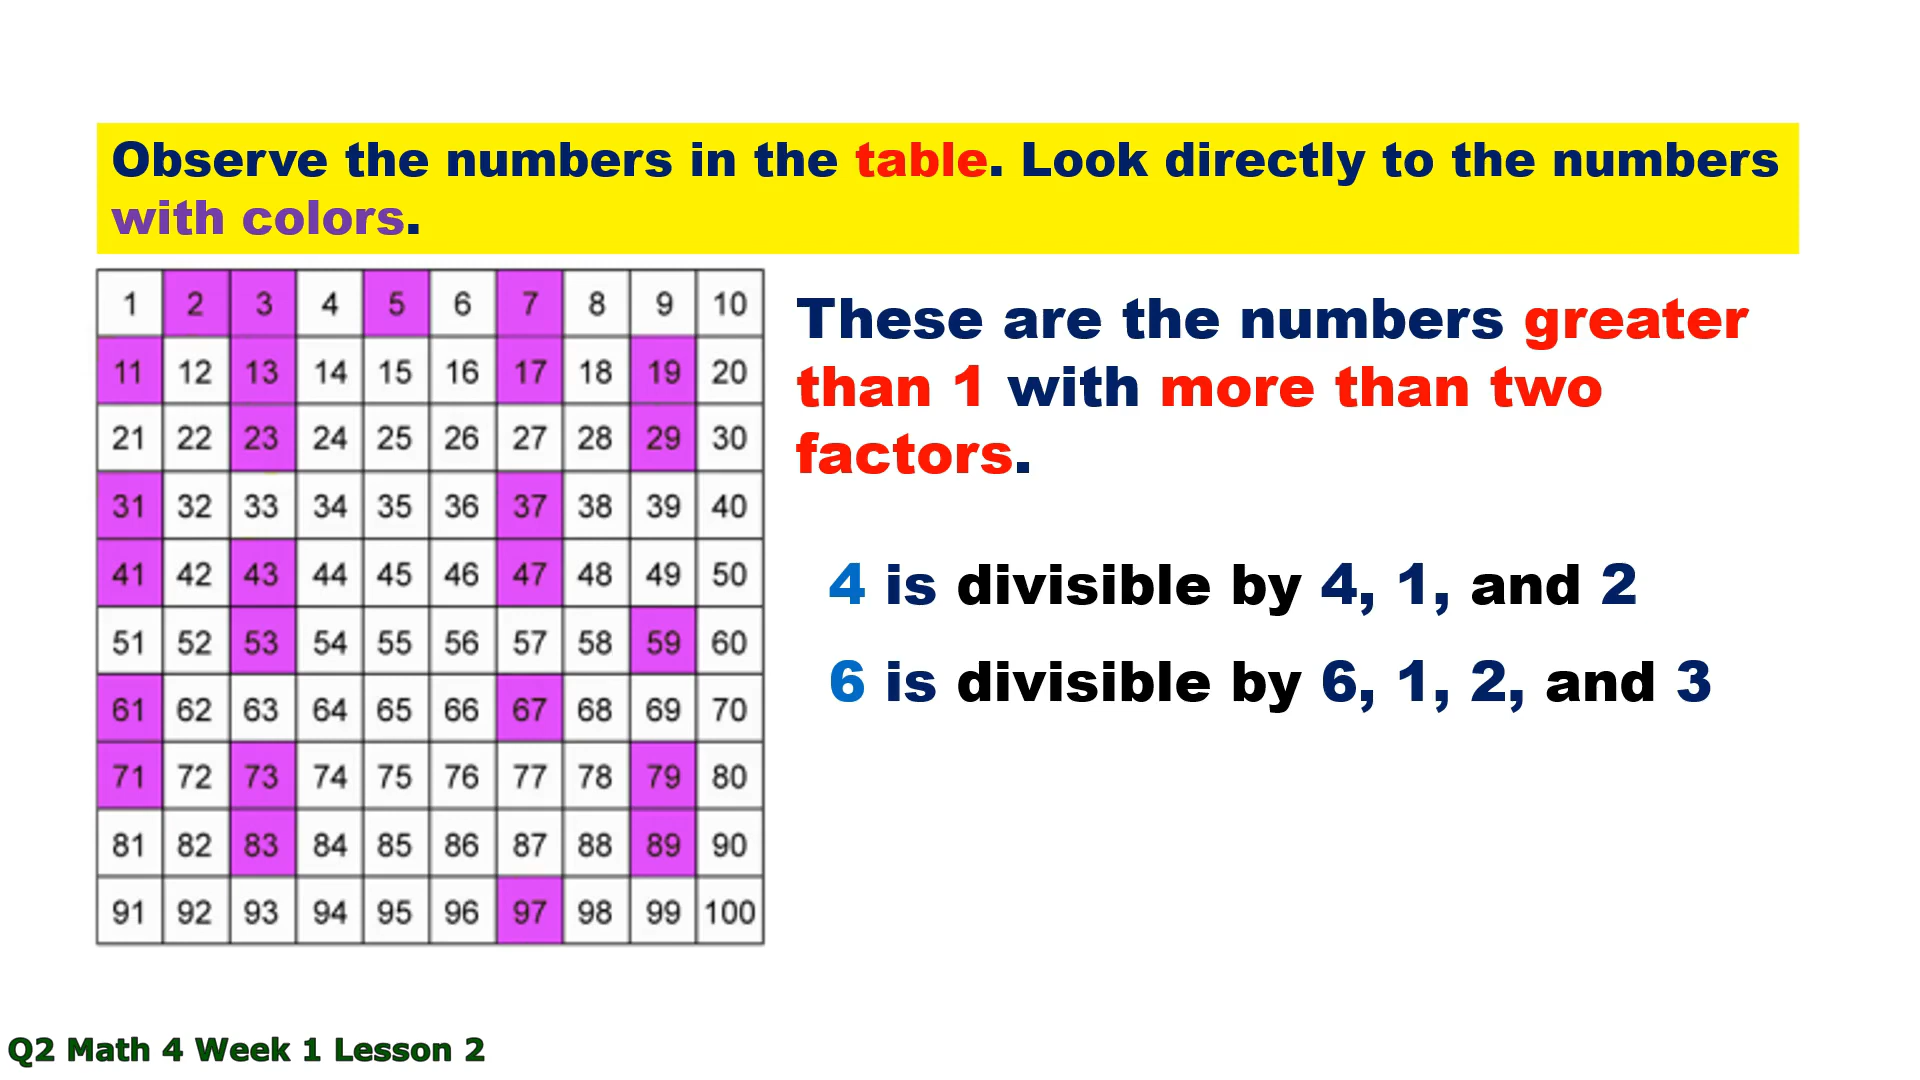 Observe the numbers in the table. Look directly to the numbers
with colors.
1 2 3 4 5 6 7 8 9 10
11 12 13 14 15 16 17 18 19 20
21 22 23 24 25 26 27 28 29 30
31 32 33 34 35 36 37 38 39 40
41 42 43 44 45 46 47 48 49 50
51 52 53 54 55 56 57 58 59 60
61 62 63 64 65 66 67 68 69 70
71 72 73 74 75 76 77 78 79 80
81 82 83 84 85 86 87 88 89 90
91 92 93 94 95 96 97 98 99 100
These are the numbers greater
than 1 with more than two
factors.
4 is divisible by 4, 1, and 2
6 is divisible by 6, 1, 2, and 3
Q2 Math 4 Week 1 Lesson 2